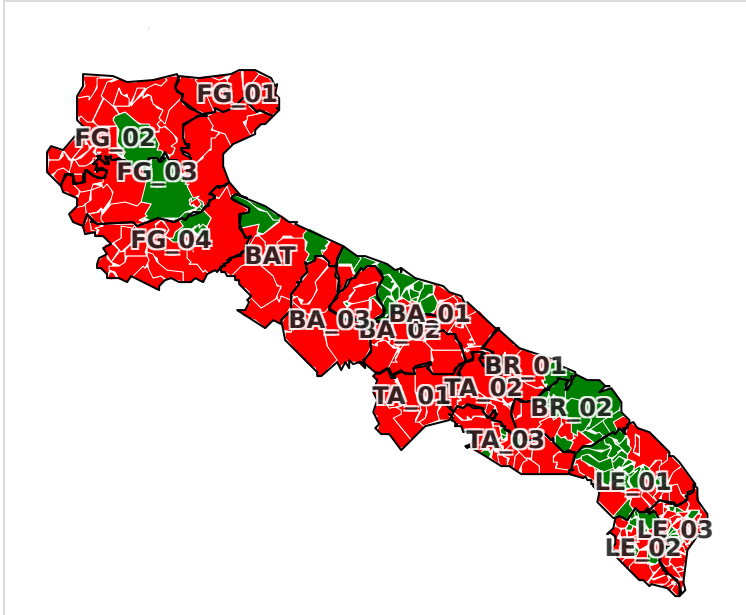 FG_01
FG_02
FG_03
FG_04
BAT
BA_01
BA_03
BA_02
BR_01
TA_02
TA_01
BR_02
TA_03
LE_01
LE_03
LE_02